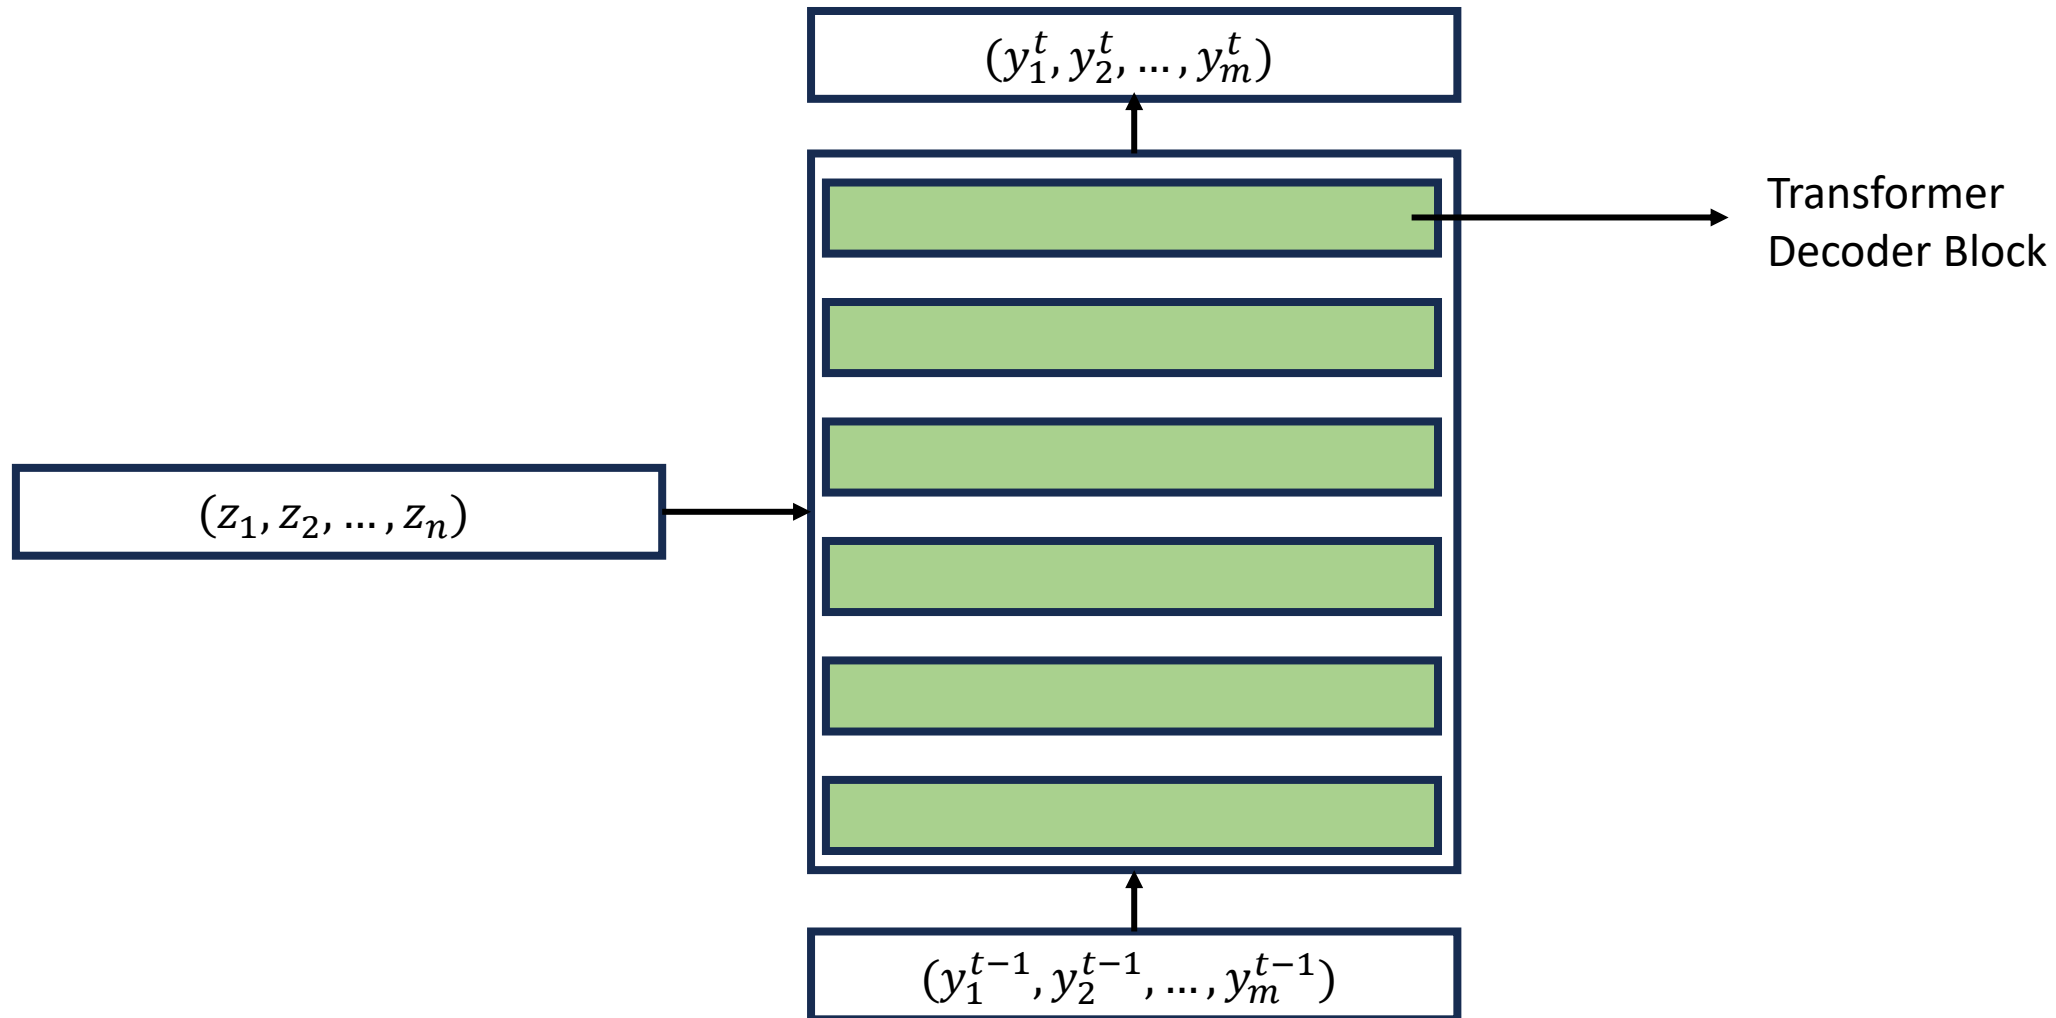 (y_1^t, y_2^t, ..., y_m^t)
Transformer
Decoder Block
(z_1, z_2, ..., z_n)
(y_1^{t−1}, y_2^{t−1}, ..., y_m^{t−1})